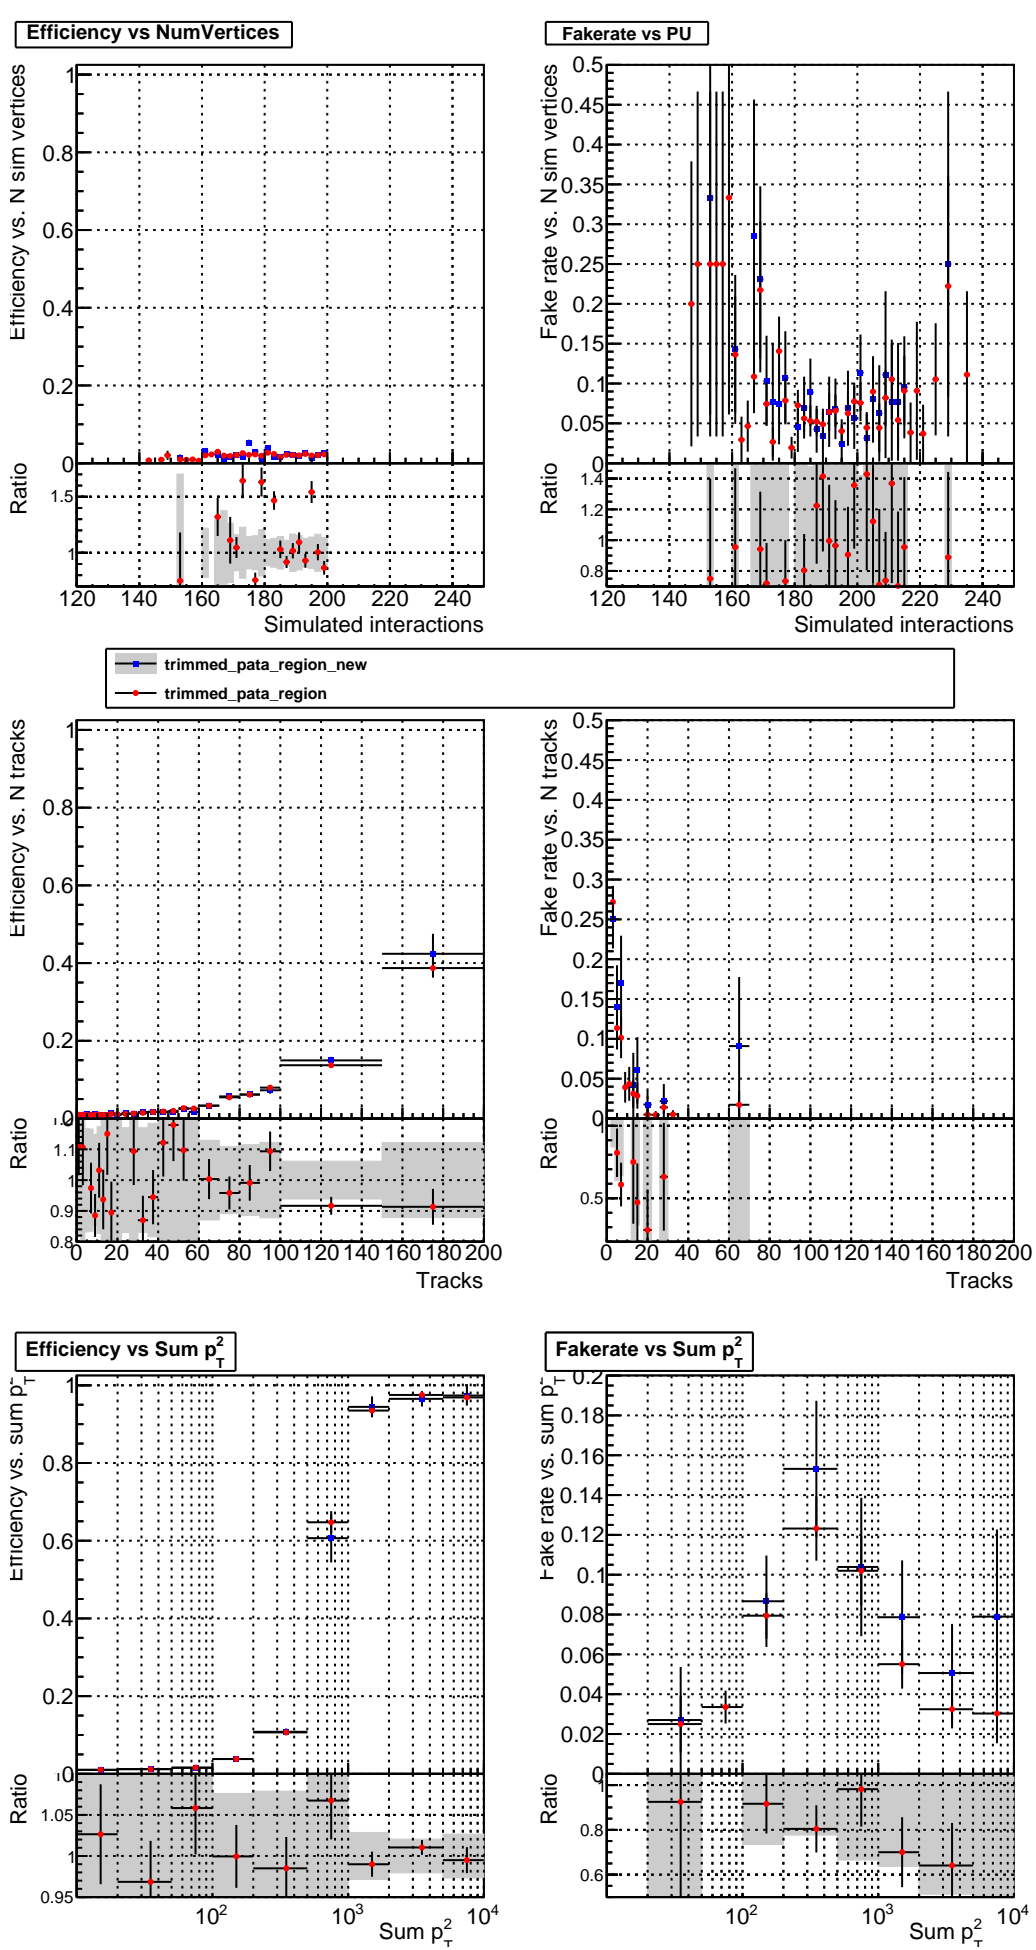 Efficiency vs NumVertices
Efficiency vs. N sim vertices
1
0.8
0.6
0.4
0.2
0
Ratio
1.5
1
120 140 160 180 200 220 240
Simulated interactions
Fakerate vs PU
Fake rate vs. N sim vertices
0.5
0.45
0.4
0.35
0.3
0.25
0.2
0.15
0.1
0.05
0
Ratio
1.4
1.2
1
0.8
120 140 160 180 200 220 240
Simulated interactions
trimmed_pata_region_new
trimmed_pata_region
Efficiency vs. N tracks
1
0.8
0.6
0.4
0.2
0
Ratio
1.1
1
0.9
0.8
0 20 40 60 80 100 120 140 160 180 200
Tracks
Fake rate vs. N tracks
0.5
0.45
0.4
0.35
0.3
0.25
0.2
0.15
0.1
0.05
0
Ratio
0.5
0 20 40 60 80 100 120 140 160 180 200
Tracks
Efficiency vs Sum p_T^2
Efficiency vs. sum p_T^2
1
0.8
0.6
0.4
0.2
0
Ratio
1.05
1
0.95
10^2 10^3 10^4
Sum p_T^2
Fakerate vs Sum p_T^2
Fake rate vs. sum p_T^2
0.2
0.18
0.16
0.14
0.12
0.1
0.08
0.06
0.04
0.02
0
Ratio
1
0.8
0.6
10^2 10^3 10^4
Sum p_T^2